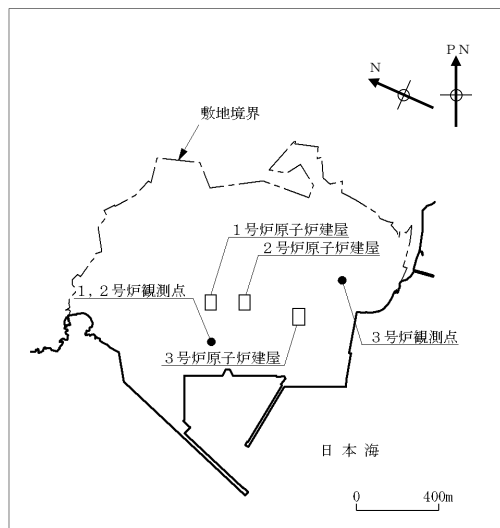 PN
N
敷地境界
1号炉原子炉建屋
2号炉原子炉建屋
1,2号炉観測点
3号炉原子炉建屋
3号炉観測点
日本海
0 400m